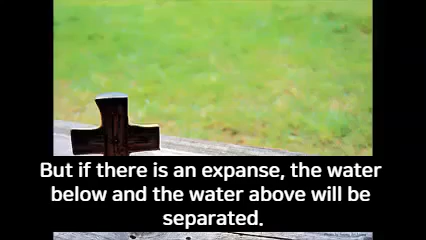 But if there is an expanse, the water
below and the water above will be
separated.